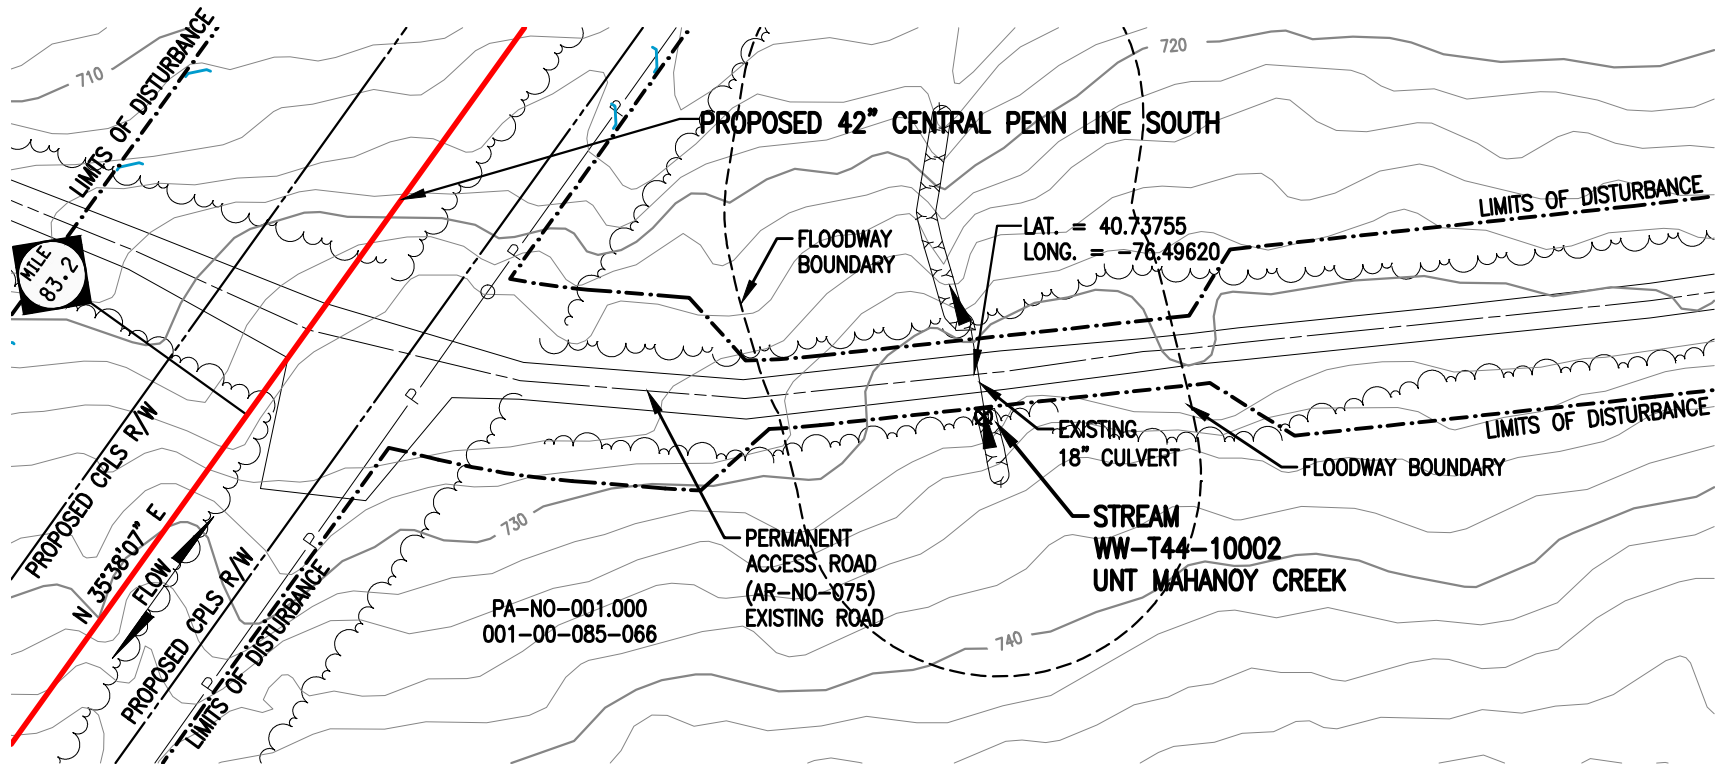 710
LIMITS OF DISTURBANCE
720
PROPOSED 42" CENTRAL PENN LINE SOUTH
P
LIMITS OF DISTURBANCE
LAT. = 40.73755
LONG. = -76.49620
FLOODWAY
BOUNDARY
P
MILE
83.2
P
LIMITS OF DISTURBANCE
EXISTING
18" CULVERT
FLOODWAY BOUNDARY
PROPOSED CPLS R/W
N 35°38'07" E
FLOW
730
P
STREAM
WW-T44-10002
UNT MAHANOY CREEK
PERMANENT
ACCESS ROAD
(AR-NO-075)
EXISTING ROAD
PA-NO-001.000
001-00-085-066
PROPOSED CPLS R/W
LIMITS OF DISTURBANCE
740
P